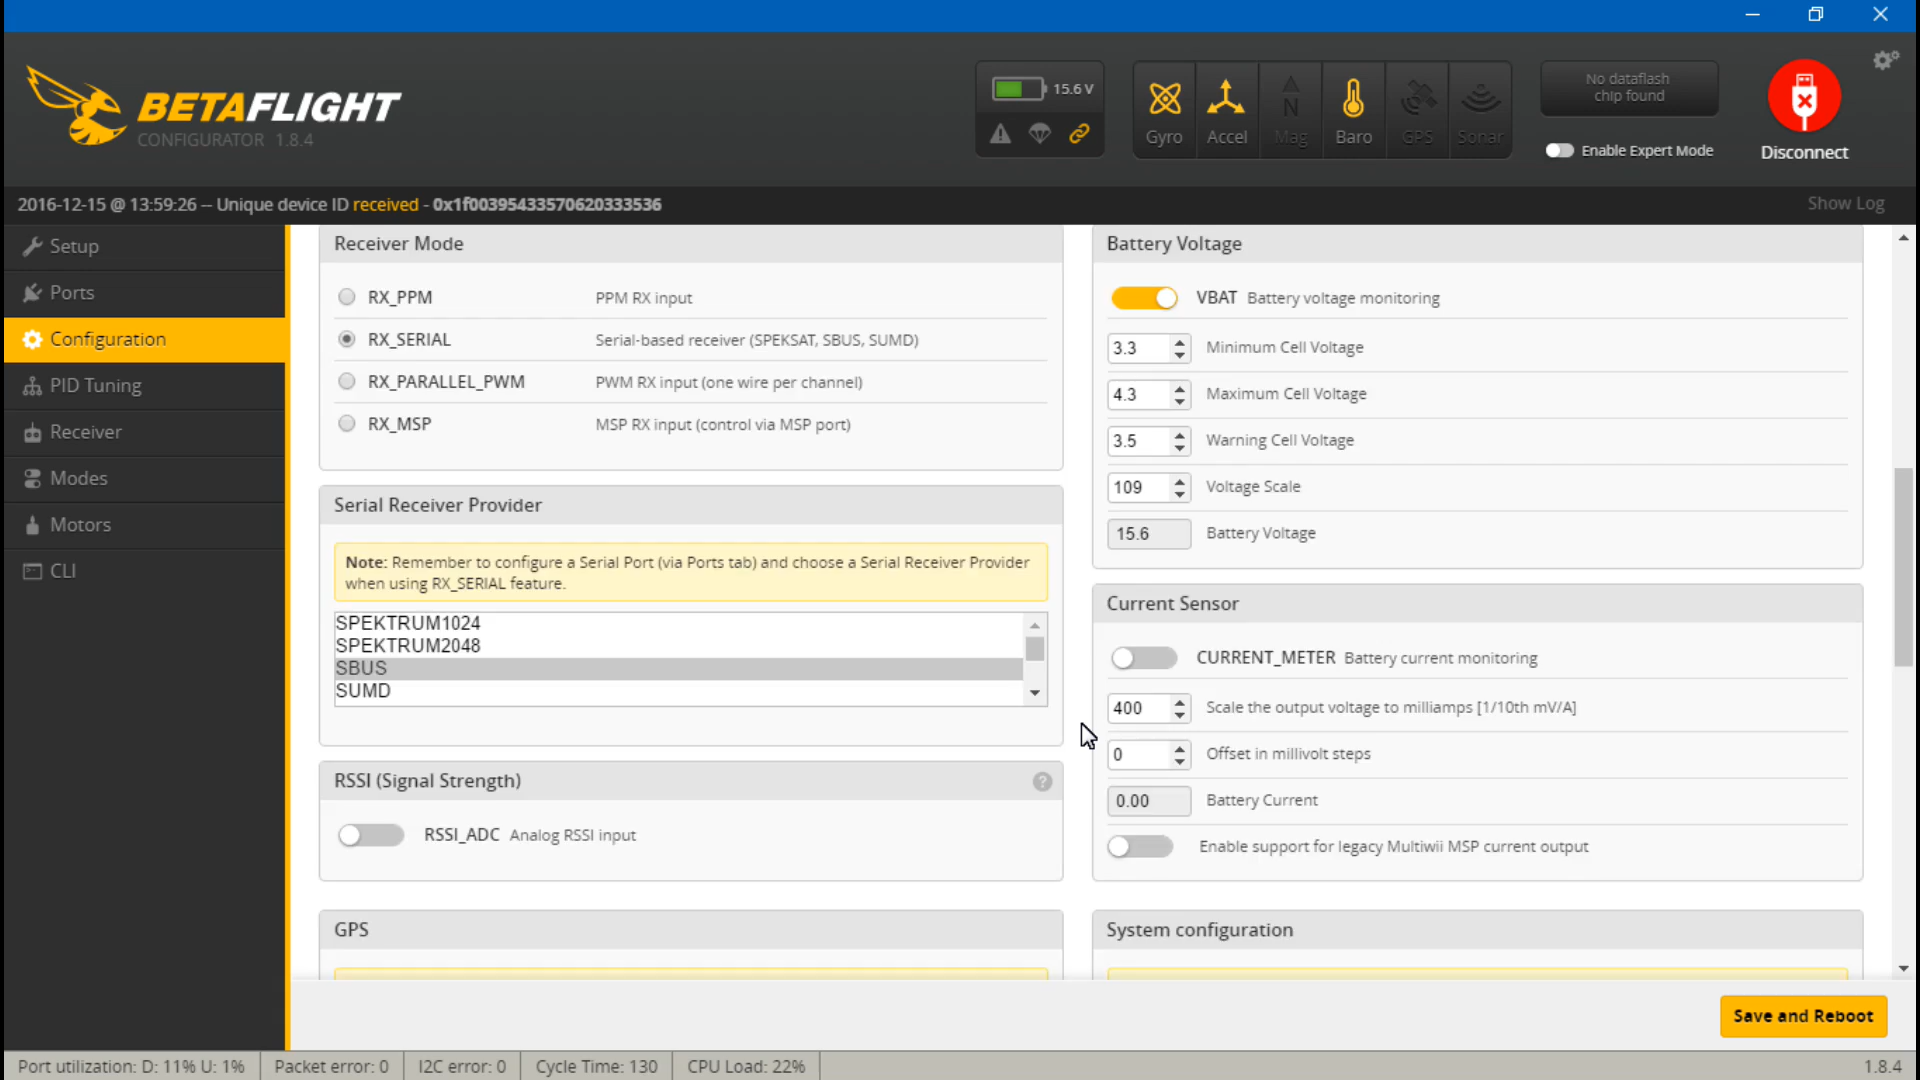 BETAFLIGHT
CONFIGURATOR 1.8.4
15.6 V
Gyro
Accel
N
Mag
Baro
GPS
Sonar
No dataflash
chip found
Enable Expert Mode
Disconnect
2016-12-15 @ 13:59:26 -- Unique device ID received - 0x1f00395433570620333536
Show Log
Setup
Ports
Configuration
PID Tuning
Receiver
Modes
Motors
CLI
Receiver Mode
RX_PPM PPM RX input
RX_SERIAL Serial-based receiver (SPEKSAT, SBUS, SUMD)
RX_PARALLEL_PWM PWM RX input (one wire per channel)
RX_MSP MSP RX input (control via MSP port)
Serial Receiver Provider
Note: Remember to configure a Serial Port (via Ports tab) and choose a Serial Receiver Provider
when using RX_SERIAL feature.
SPEKTRUM1024
SPEKTRUM2048
SBUS
SUMD
RSSI (Signal Strength)
?
RSSI_ADC Analog RSSI input
GPS
Battery Voltage
VBAT Battery voltage monitoring
3.3 Minimum Cell Voltage
4.3 Maximum Cell Voltage
3.5 Warning Cell Voltage
109 Voltage Scale
15.6 Battery Voltage
Current Sensor
CURRENT_METER Battery current monitoring
400 Scale the output voltage to milliamps [1/10th mV/A]
0 Offset in millivolt steps
0.00 Battery Current
Enable support for legacy Multiwii MSP current output
System configuration
Save and Reboot
Port utilization: D: 11% U: 1%
Packet error: 0
I2C error: 0
Cycle Time: 130
CPU Load: 22%
1.8.4